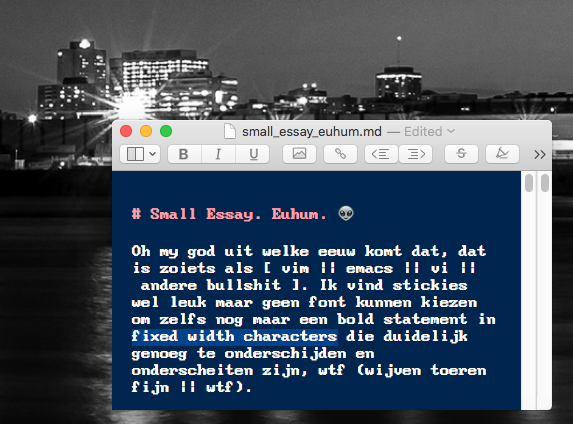 small_essay_euhum.md — Edited
B I U S
# Small Essay. Euhum. 👽
Oh my god uit welke eeuw komt dat, dat
is zoiets als [ vim || emacs || vi ||
andere bullshit ]. Ik vind stickies
wel leuk maar geen font kunnen kiezen
om zelfs nog maar een bold statement in
fixed width characters die duidelijk
genoeg te onderschijden en
onderscheiten zijn, wtf (wijven toeren
fijn || wtf).